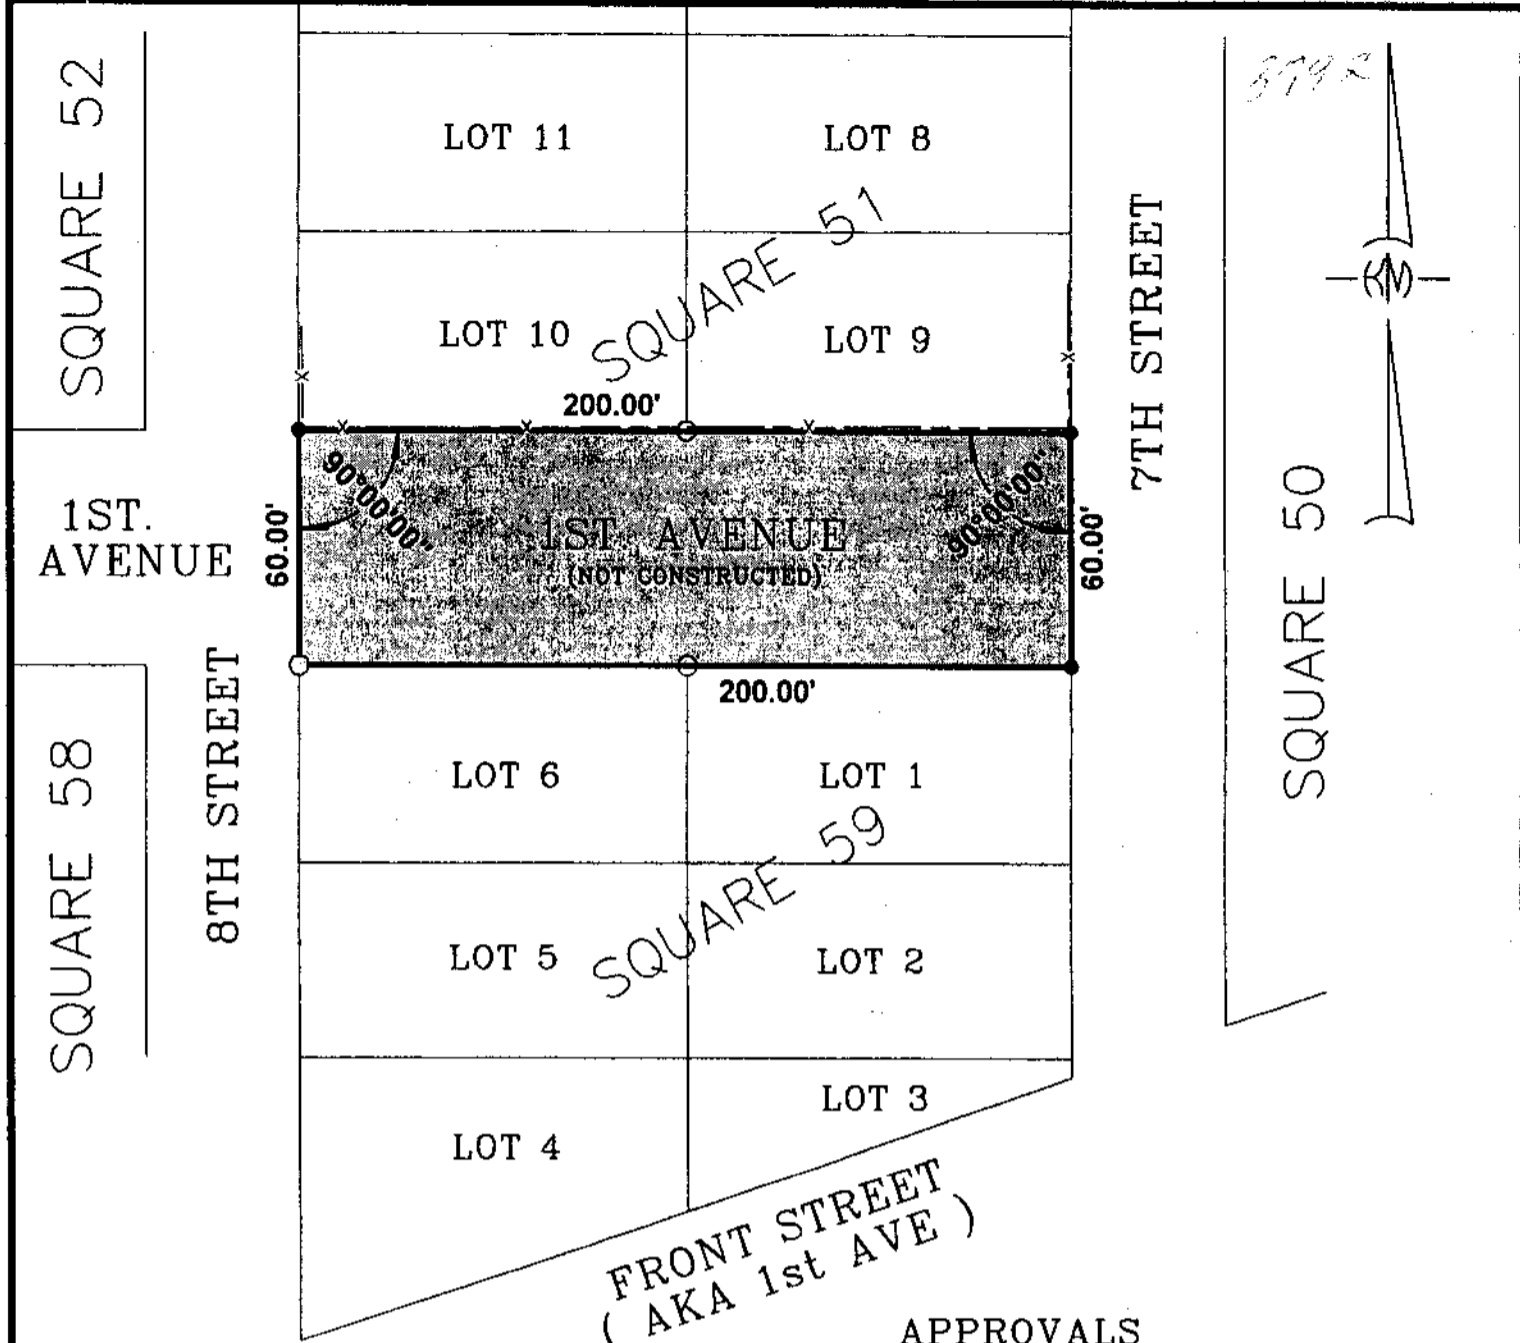 SQUARE 52
LOT 11
LOT 8
SQUARE 51
LOT 10
LOT 9
7TH STREET
200.00'
90°00'00"
90°00'00"
1ST.
AVENUE
60.00'
1ST. AVENUE
(NOT CONSTRUCTED)
60.00'
SQUARE 50
200.00'
8TH STREET
SQUARE 58
LOT 6
LOT 1
SQUARE 59
LOT 5
LOT 2
LOT 3
LOT 4
FRONT STREET
( AKA 1st AVE )
APPROVALS